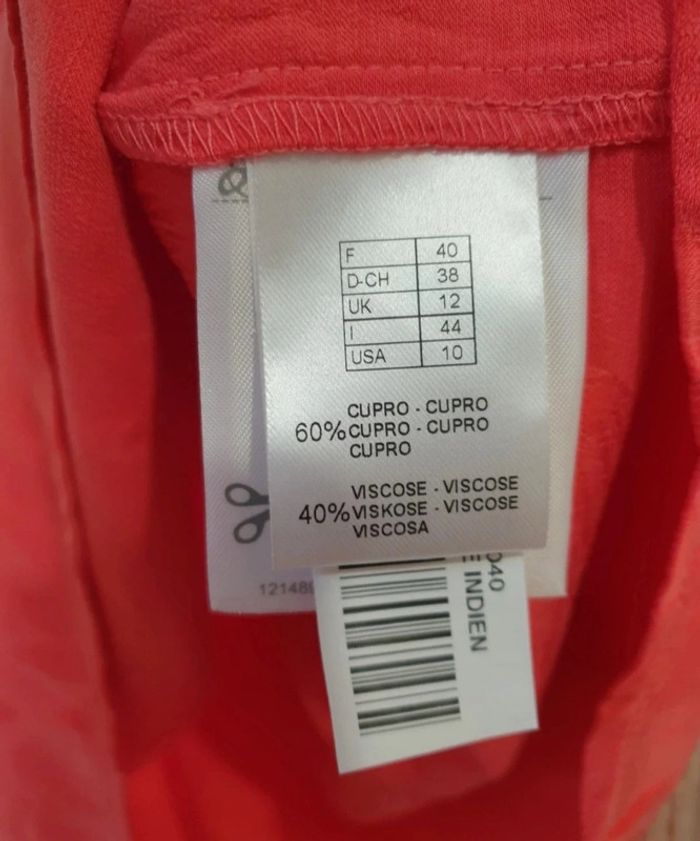 &
F 40
D-CH 38
UK 12
I 44
USA 10
CUPRO - CUPRO
60% CUPRO - CUPRO
CUPRO
VISCOSE - VISCOSE
40% VISKOSE - VISCOSE
VISCOSA
040
INDIEN